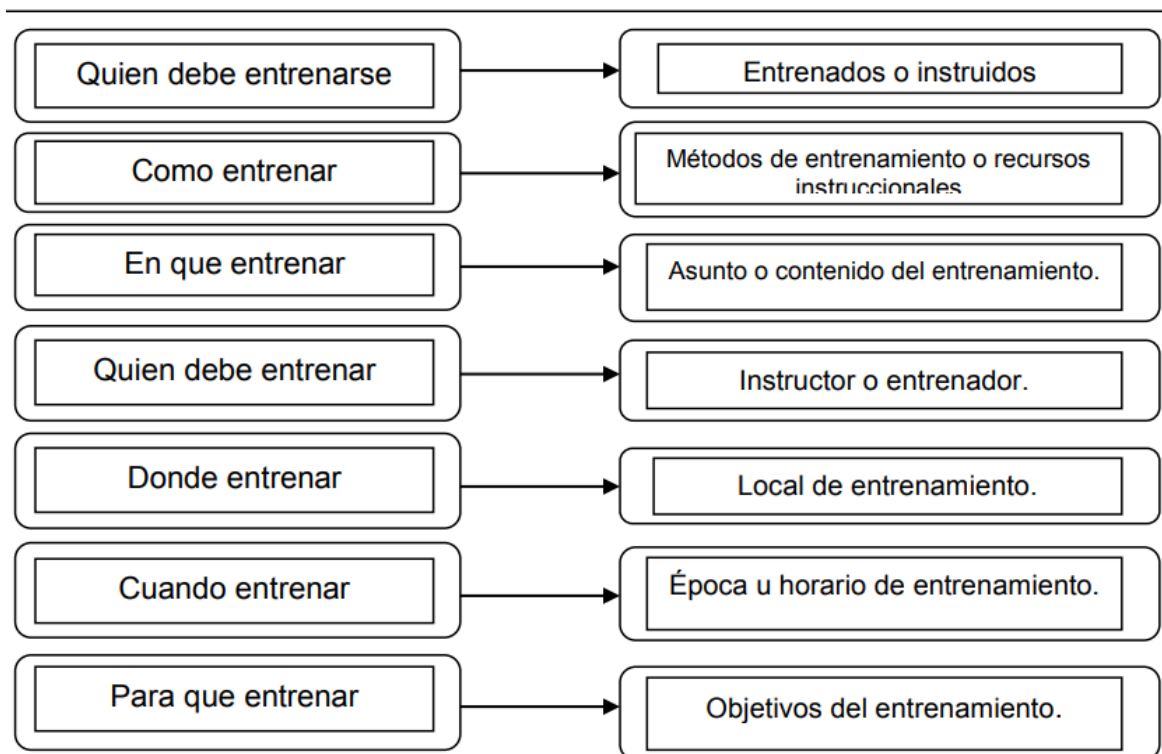 Quien debe entrenarse
Entrenados o instruidos
Como entrenar
Métodos de entrenamiento o recursos
instruccionales
En que entrenar
Asunto o contenido del entrenamiento.
Quien debe entrenar
Instructor o entrenador.
Donde entrenar
Local de entrenamiento.
Cuando entrenar
Época u horario de entrenamiento.
Para que entrenar
Objetivos del entrenamiento.